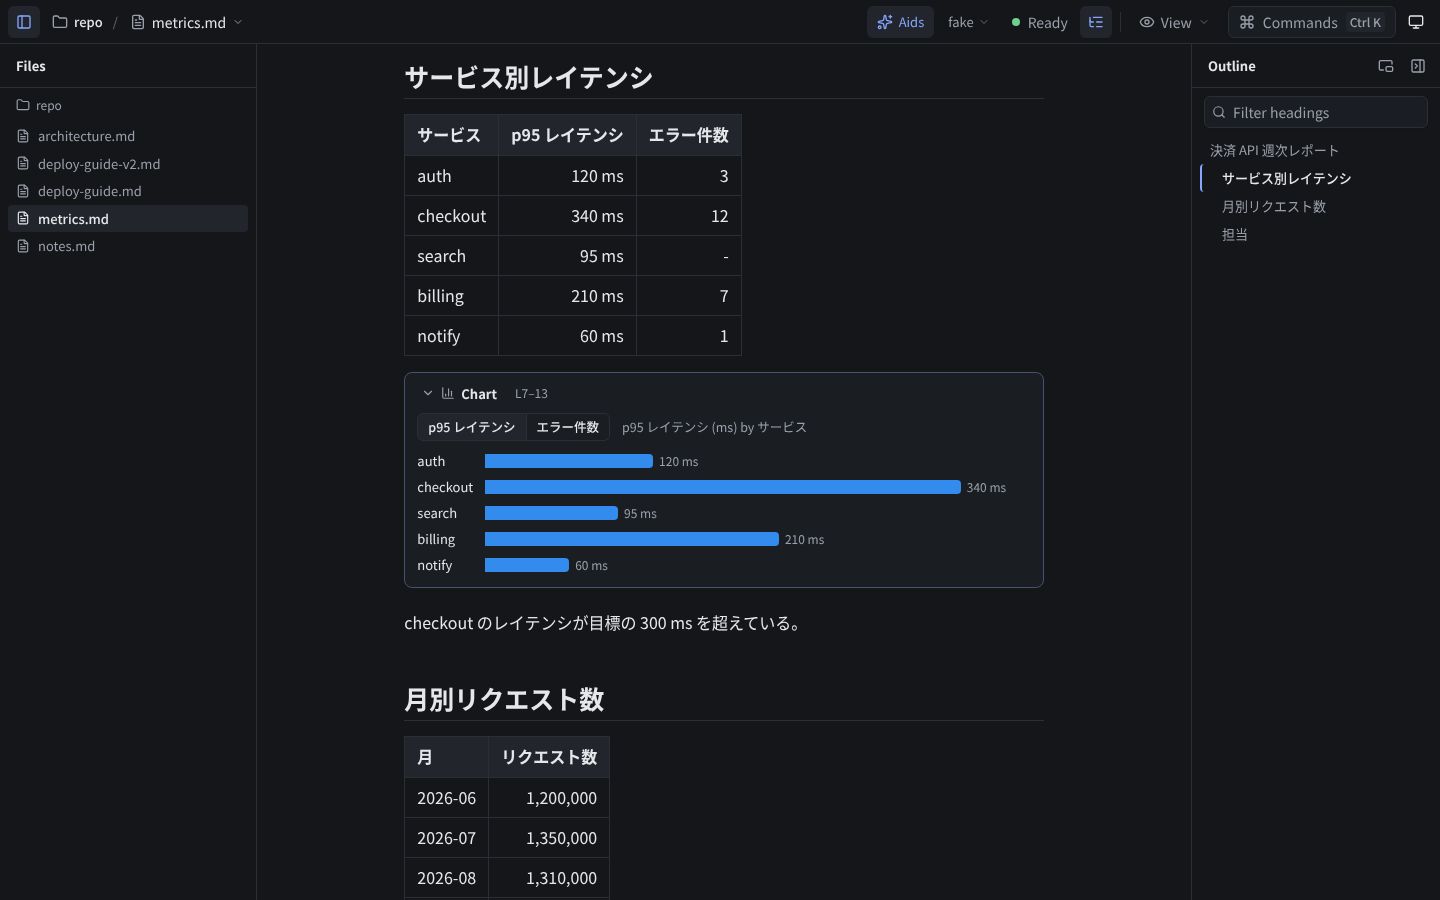 repo / metrics.md
Aids
fake
Ready
View
Commands Ctrl K
Files
repo
architecture.md
deploy-guide-v2.md
deploy-guide.md
metrics.md
notes.md
サービス別レイテンシ
サービス p95 レイテンシ エラー件数
auth 120 ms 3
checkout 340 ms 12
search 95 ms -
billing 210 ms 7
notify 60 ms 1
Chart L7–13
p95 レイテンシ エラー件数 p95 レイテンシ (ms) by サービス
auth 120 ms
checkout 340 ms
search 95 ms
billing 210 ms
notify 60 ms
checkout のレイテンシが目標の 300 ms を超えている。
月別リクエスト数
月 リクエスト数
2026-06 1,200,000
2026-07 1,350,000
2026-08 1,310,000
Outline
Filter headings
決済 API 週次レポート
サービス別レイテンシ
月別リクエスト数
担当